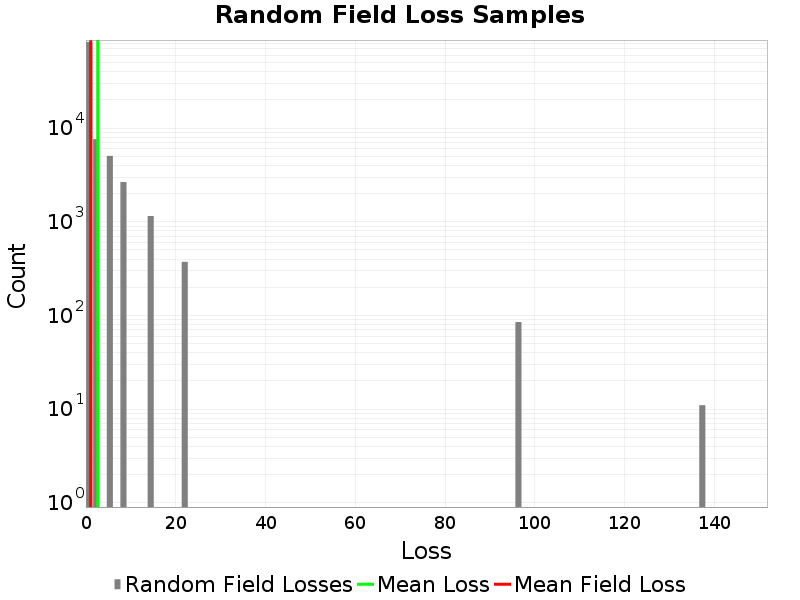 Random Field Loss Samples
Count
10^4
10^3
10^2
10^1
10^0
0 20 40 60 80 100 120 140
Loss
Random Field Losses Mean Loss Mean Field Loss